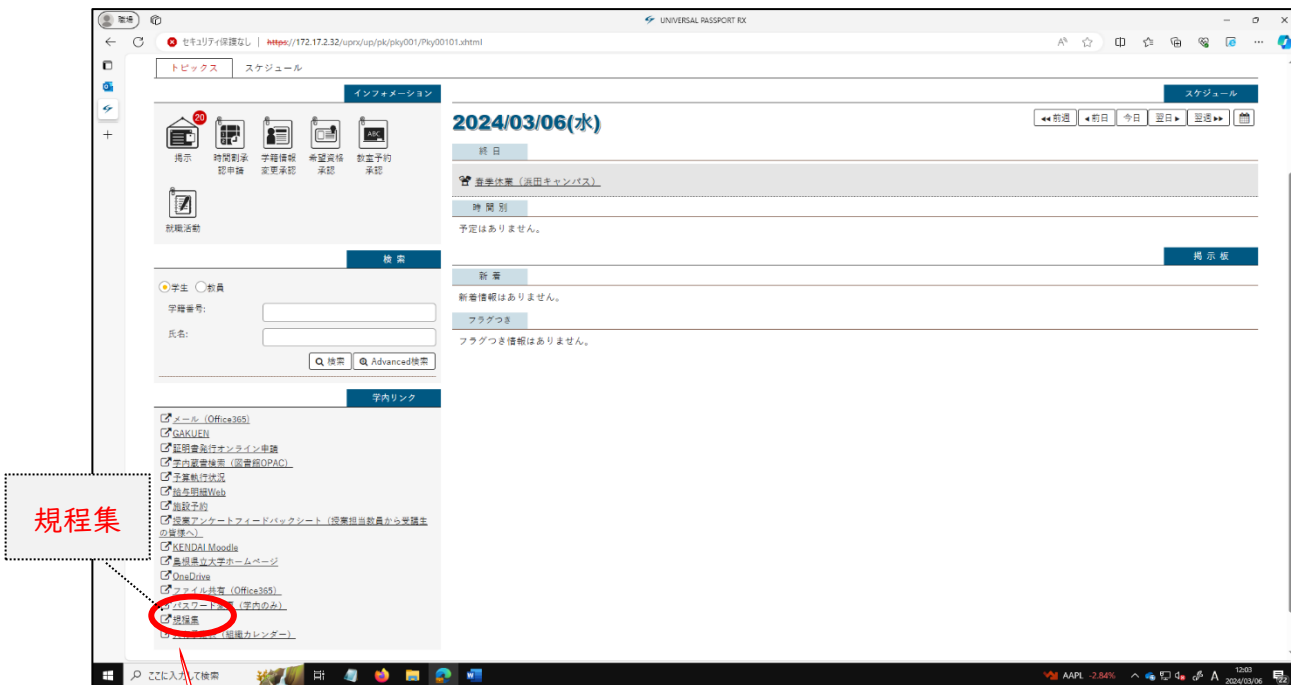 職場
UNIVERSAL PASSPORT RX
セキュリティ保護なし | https://172.17.2.32/uprx/up/pk/pky001/Pky00101.xhtml
トピックス スケジュール
インフォメーション
20
掲示
時間割承
認申請
学籍情報
変更承認
希望資格
承認
ABC
教室予約
承認
就職活動
検 索
学生 教員
学籍番号:
氏名:
検索 Advanced検索
学内リンク
メール（Office365）
GAKUEN
証明書発行オンライン申請
学内蔵書検索（図書館OPAC）
予算執行状況
給与明細Web
施設予約
授業アンケートフィードバックシート（授業担当教員から受講生
の皆様へ）
KENDAI Moodle
島根県立大学ホームページ
OneDrive
ファイル共有（Office365）
パスワード変更（学内のみ）
規程集
（組織カレンダー）
規程集
スケジュール
2024/03/06(水)
前週 前日 今日 翌日 翌週
終 日
春季休業（浜田キャンパス）
時 間 別
予定はありません。
掲 示 板
新 着
新着情報はありません。
フラグつき
フラグつき情報はありません。
ここに入力して検索
AAPL -2.84%
A
12:03
2024/03/06
22